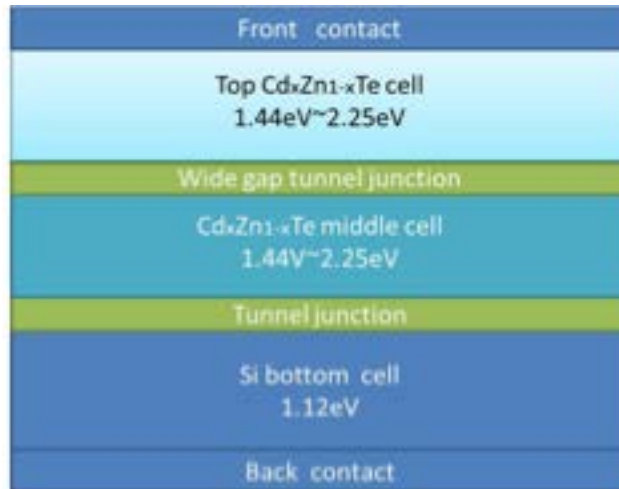 Front contact
Top CdxZn1-xTe cell
1.44eV~2.25eV
Wide gap tunnel junction
CdxZn1-xTe middle cell
1.44V~2.25eV
Tunnel junction
Si bottom cell
1.12eV
Back contact